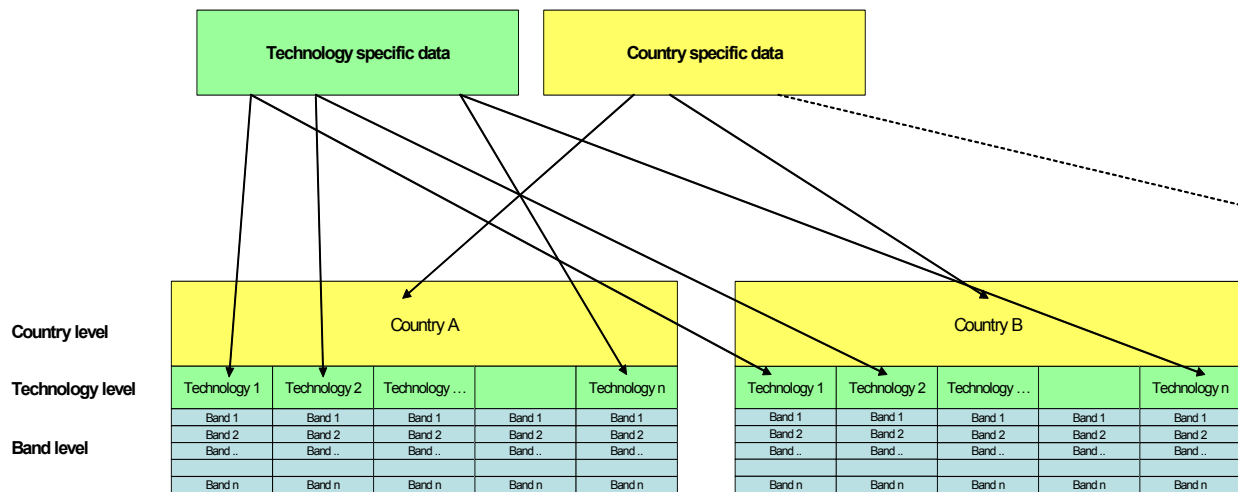 Technology specific data
Country specific data
Country level
Country A
Country B
Technology level
Technology 1 Technology 2 Technology ... Technology n Technology 1 Technology 2 Technology ... Technology n
Band level
Band 1 Band 1 Band 1 Band 1 Band 1 Band 1 Band 1 Band 1 Band 1 Band 1
Band 2 Band 2 Band 2 Band 2 Band 2 Band 2 Band 2 Band 2 Band 2 Band 2
Band .. Band .. Band .. Band .. Band .. Band .. Band .. Band .. Band .. Band ..
Band n Band n Band n Band n Band n Band n Band n Band n Band n Band n